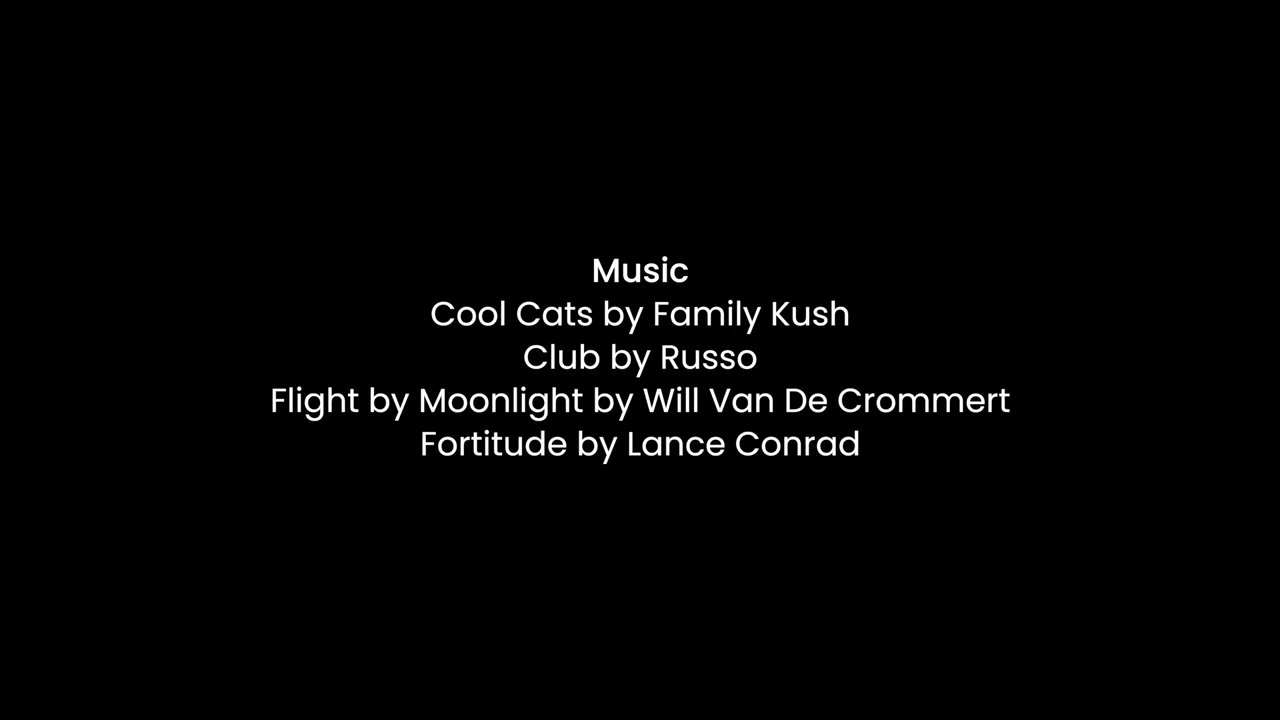 Music
Cool Cats by Family Kush
Club by Russo
Flight by Moonlight by Will Van De Crommert
Fortitude by Lance Conrad